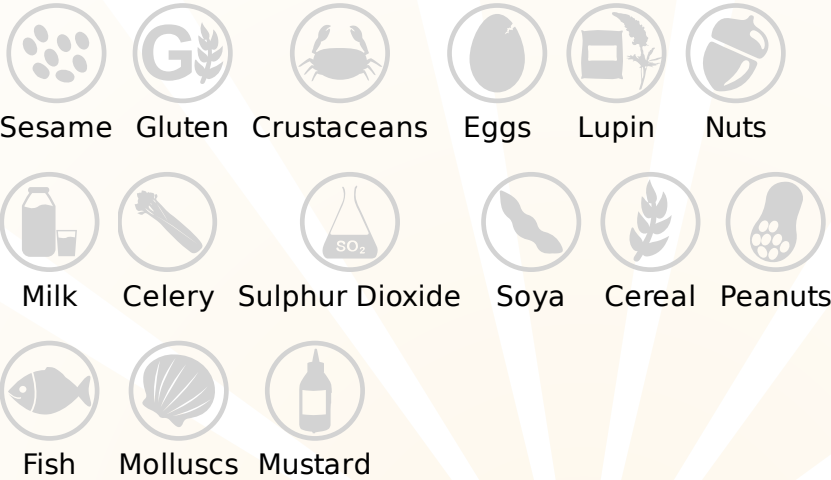 G
Sesame Gluten Crustaceans Eggs Lupin Nuts
SO₂
Milk Celery Sulphur Dioxide Soya Cereal Peanuts
Fish Molluscs Mustard